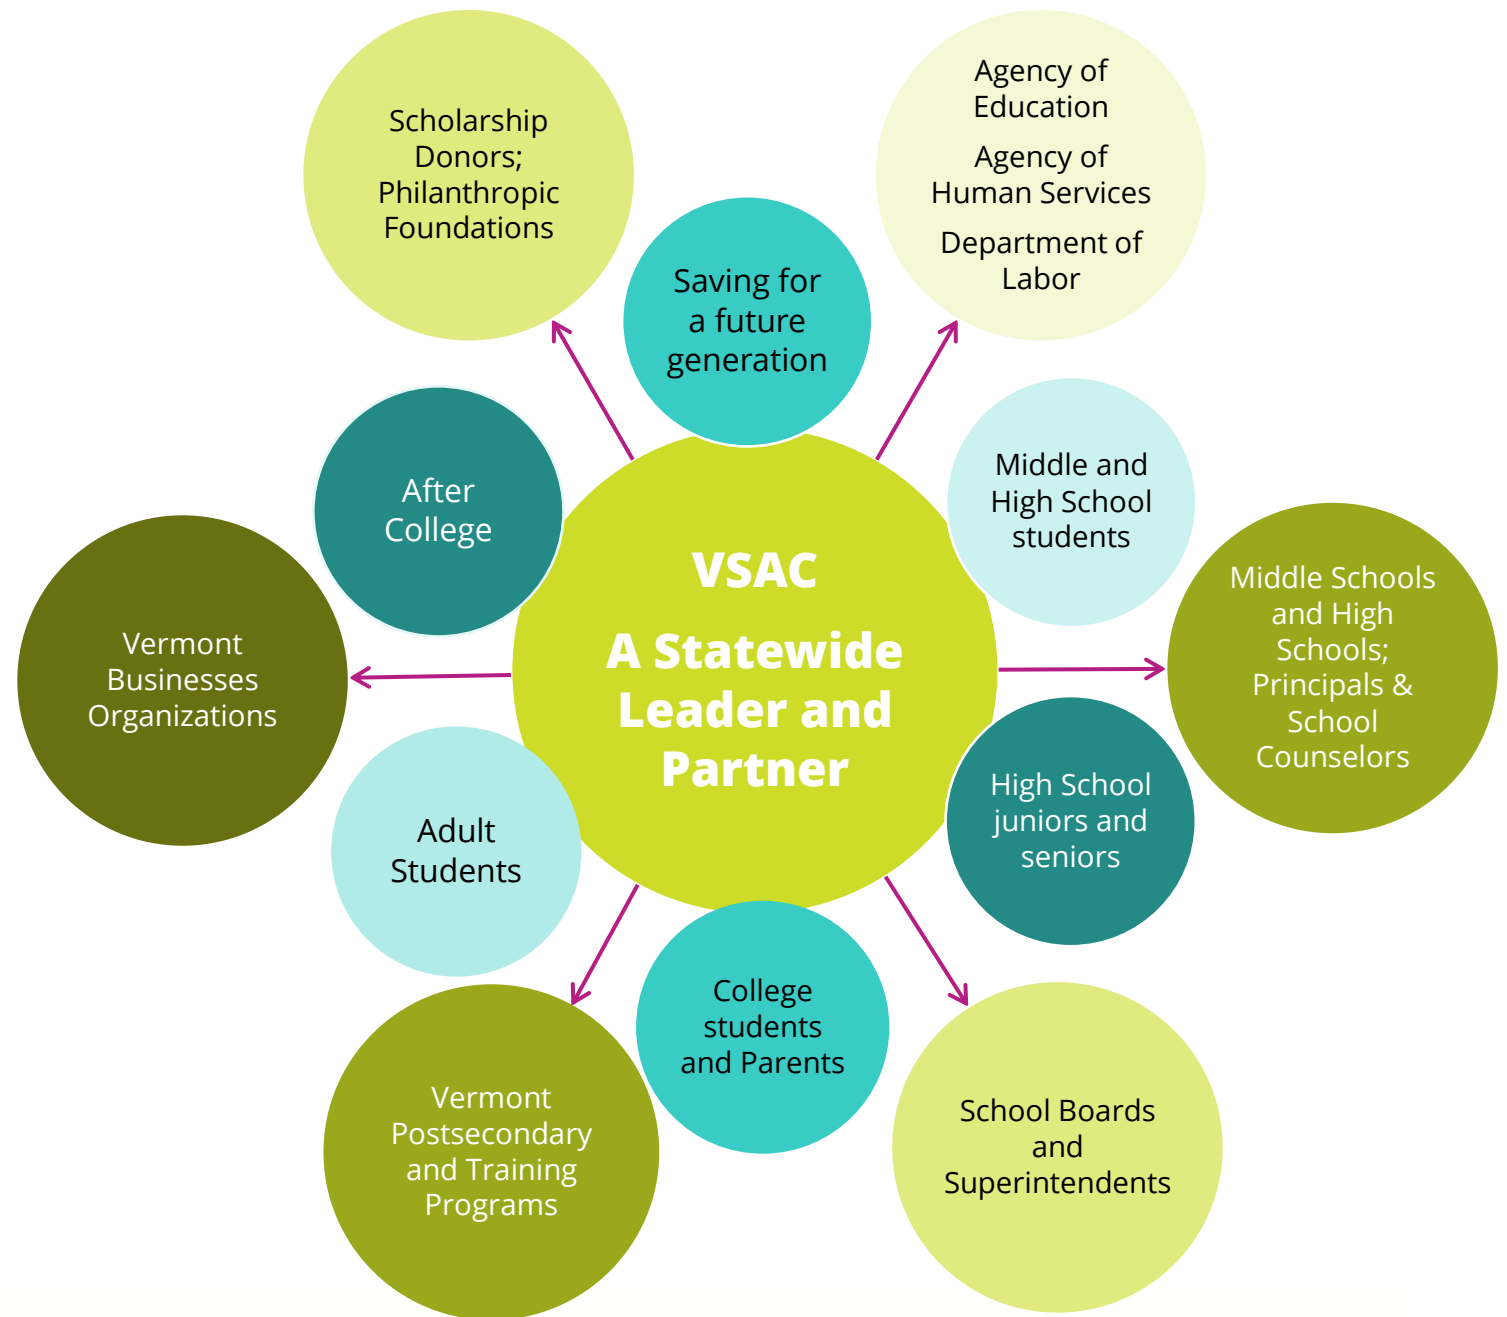 Scholarship
Donors;
Philanthropic
Foundations
Agency of
Education
Agency of
Human Services
Department of
Labor
Saving for
a future
generation
After
College
Middle and
High School
students
VSAC
A Statewide
Leader and
Partner
Vermont
Businesses
Organizations
Middle Schools
and High
Schools;
Principals &
School
Counselors
Adult
Students
High School
juniors and
seniors
College
students
and Parents
Vermont
Postsecondary
and Training
Programs
School Boards
and
Superintendents